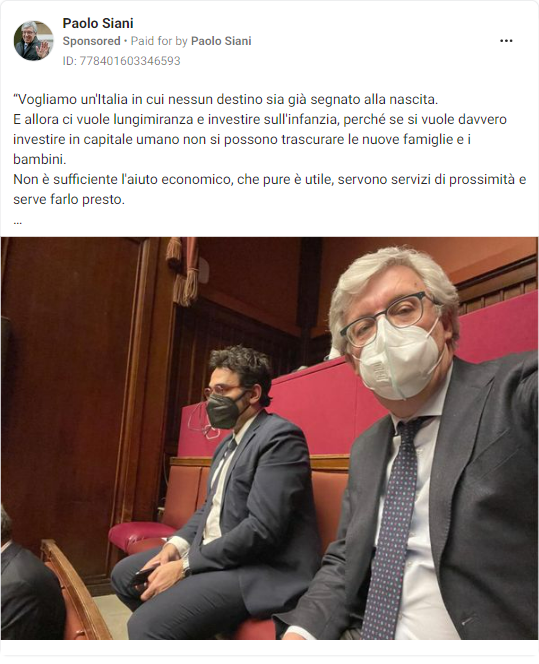 Paolo Siani
Sponsored • Paid for by Paolo Siani
ID: 778401603346593
“Vogliamo un'Italia in cui nessun destino sia già segnato alla nascita.
E allora ci vuole lungimiranza e investire sull'infanzia, perché se si vuole davvero
investire in capitale umano non si possono trascurare le nuove famiglie e i
bambini.
Non è sufficiente l'aiuto economico, che pure è utile, servono servizi di prossimità e
serve farlo presto.
...